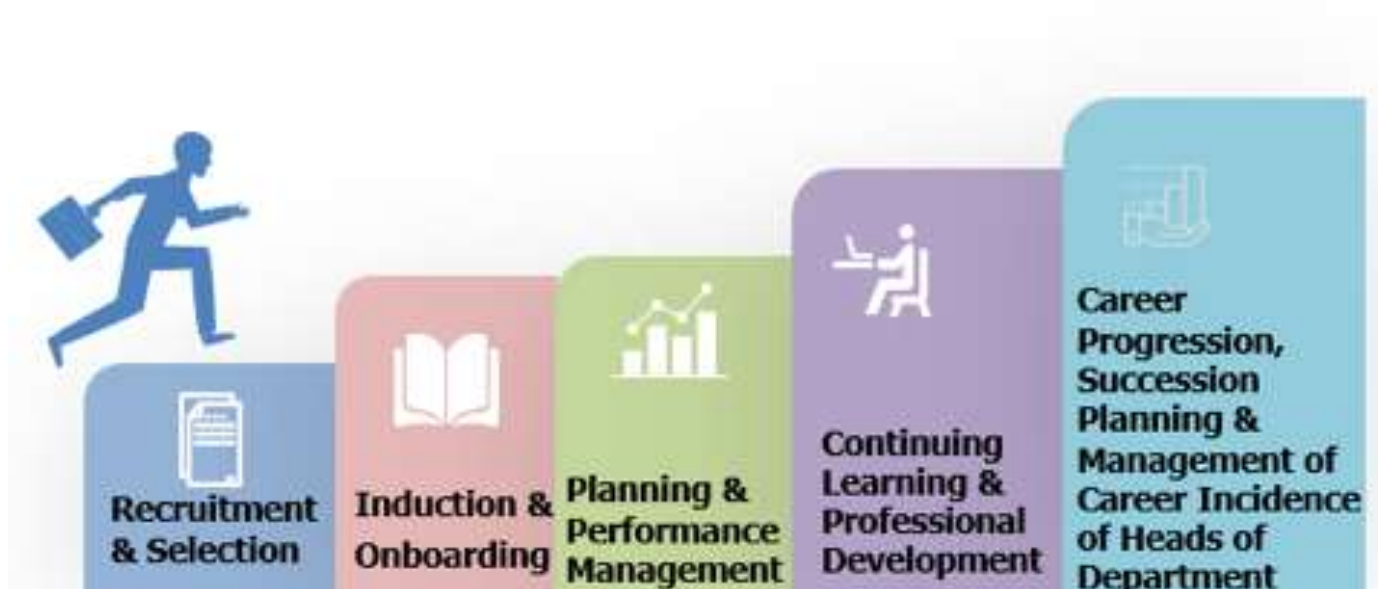 Recruitment
& Selection
Induction &
Onboarding
Planning &
Performance
Management
Continuing
Learning &
Professional
Development
Career
Progression,
Succession
Planning &
Management of
Career Incidence
of Heads of
Department